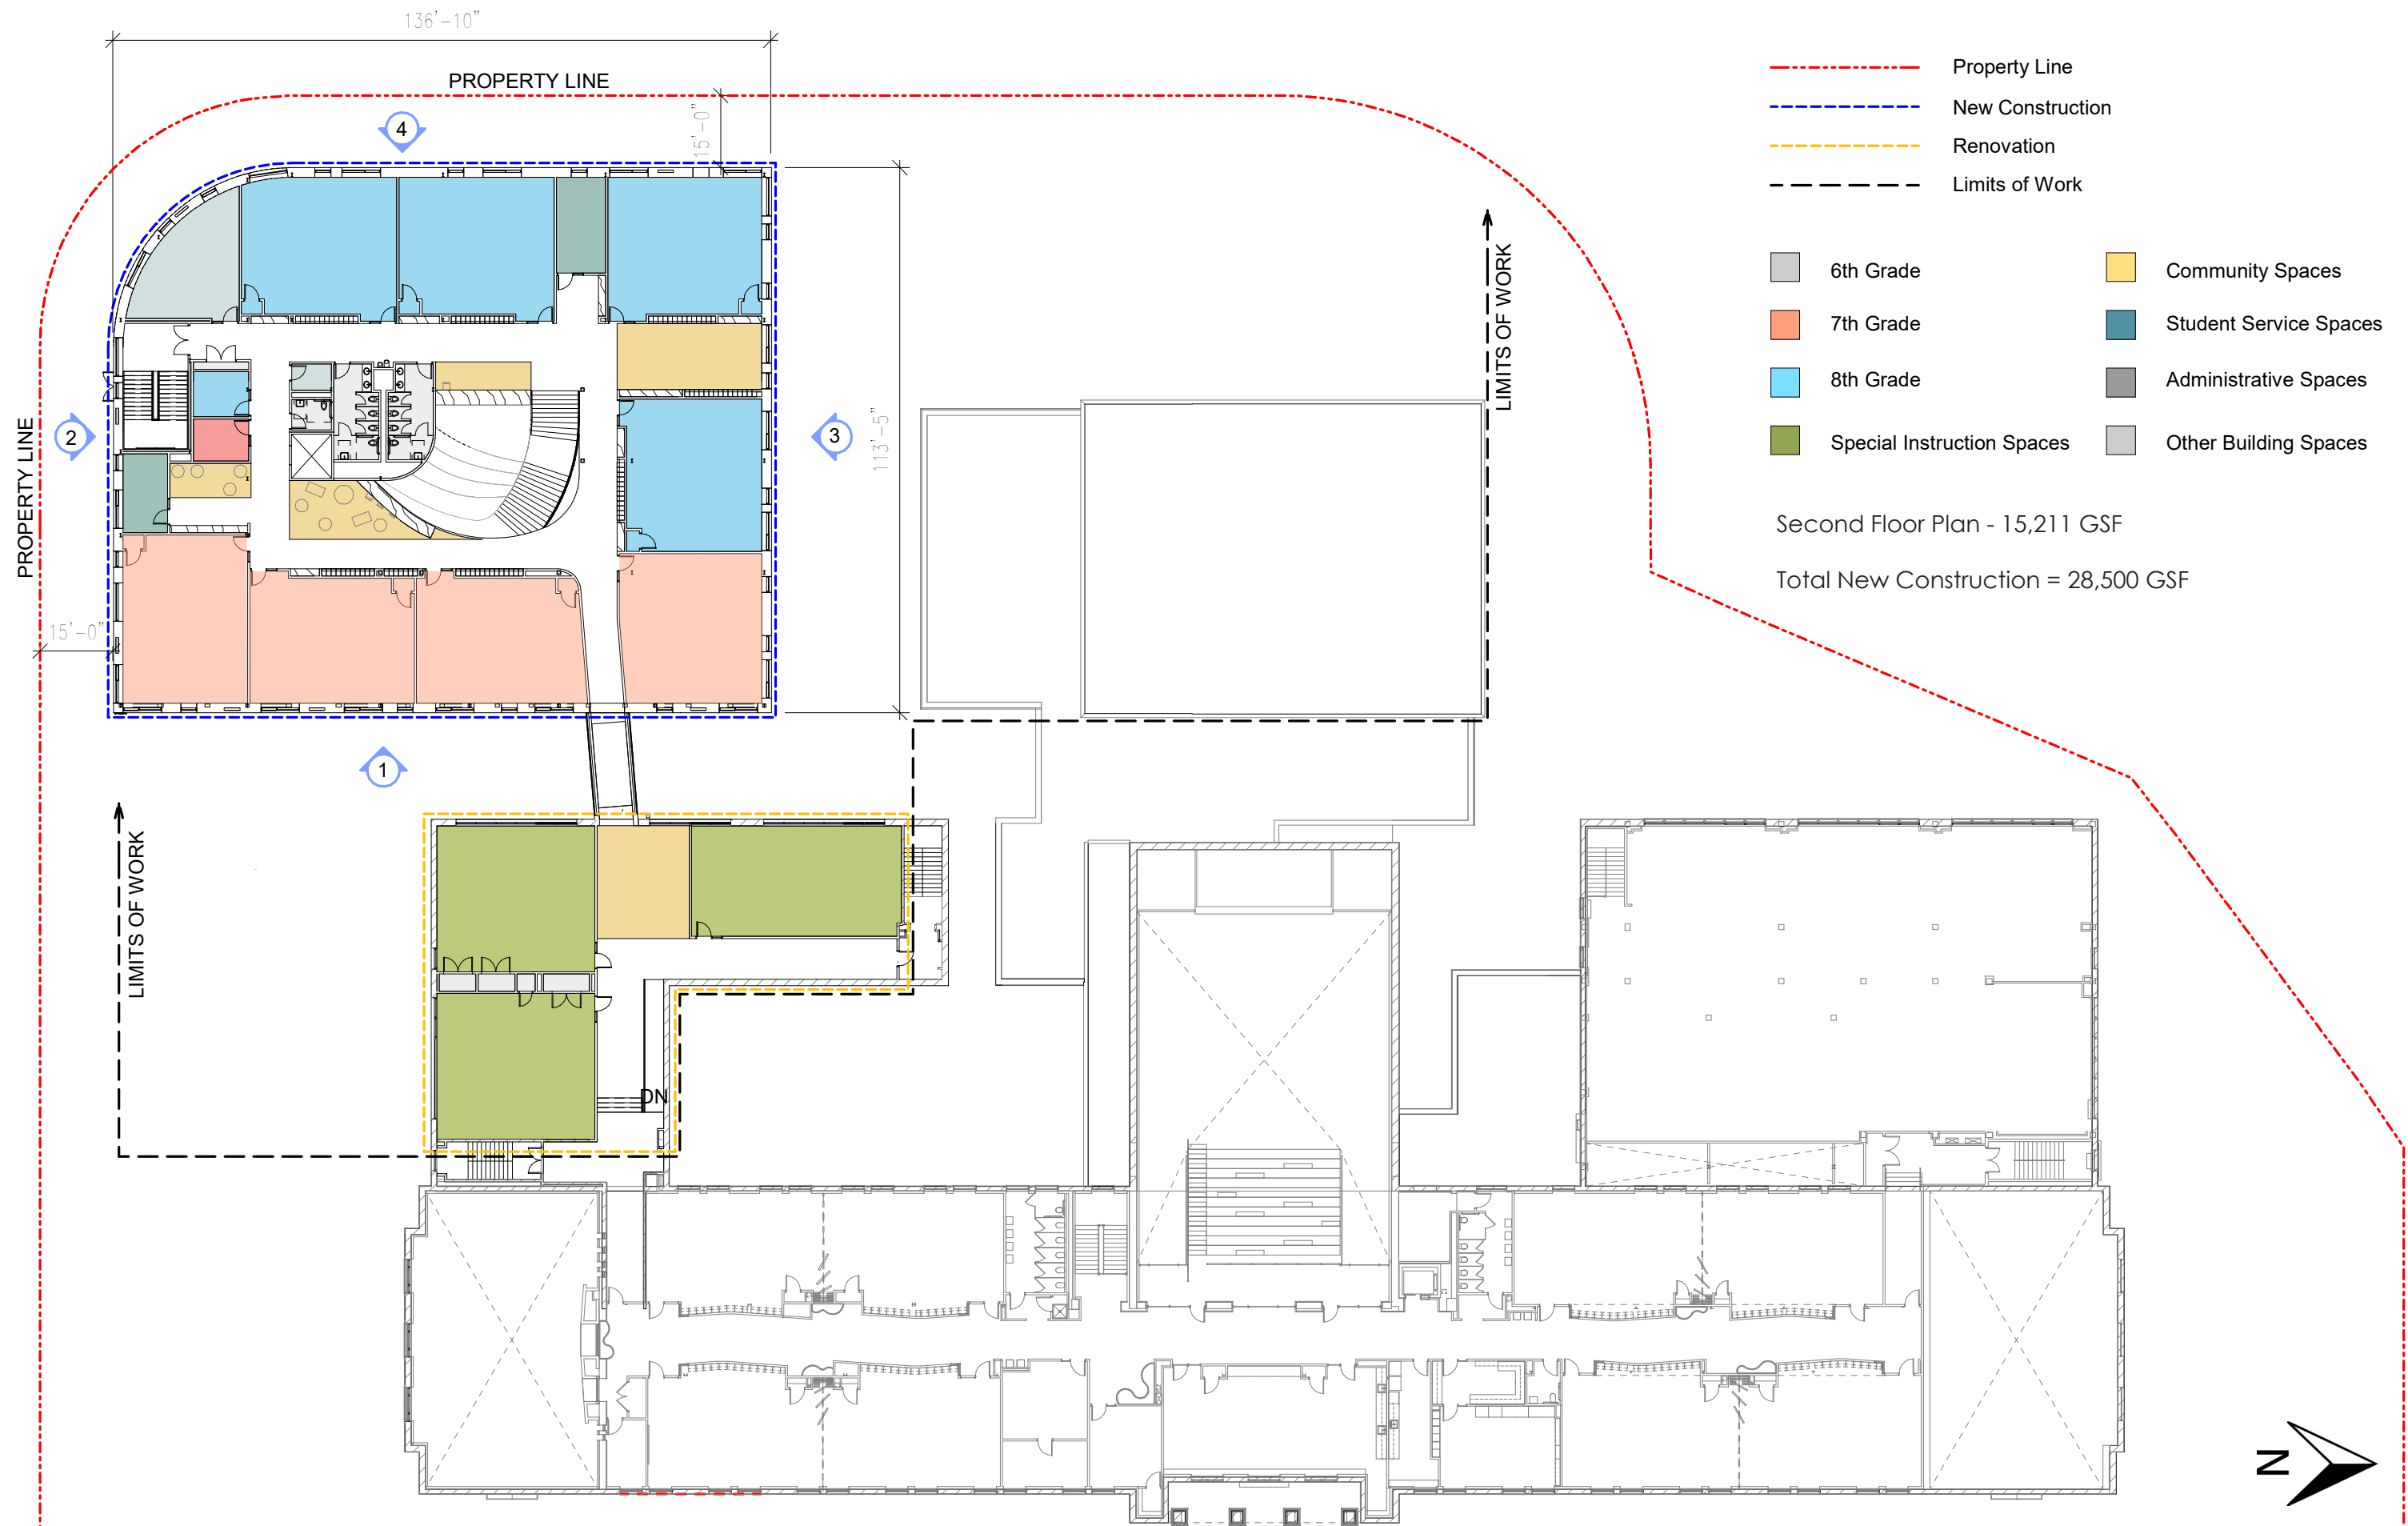 136'-10"
PROPERTY LINE
15'-0"
4
Property Line
New Construction
Renovation
Limits of Work
LIMITS OF WORK
6th Grade
Community Spaces
7th Grade
Student Service Spaces
8th Grade
Administrative Spaces
Special Instruction Spaces
Other Building Spaces
PROPERTY LINE
2
3
113'-5"
Second Floor Plan - 15,211 GSF
Total New Construction = 28,500 GSF
15'-0"
1
LIMITS OF WORK
DN
N